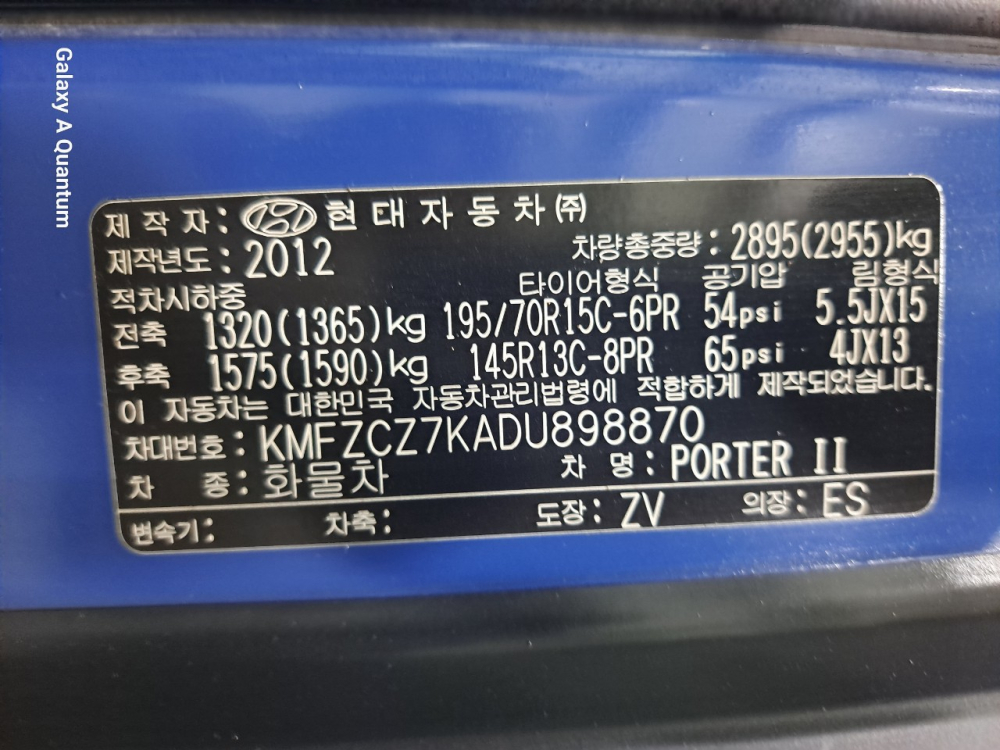 Galaxy A Quantum
제 작 자 : 현 대 자 동 차 ㈜
제작년도 : 2012 차량총중량 : 2895(2955)kg
적차시하중 타이어형식 공기압 림형식
전축 1320(1365)kg 195/70R15C-6PR 54psi 5.5JX15
후축 1575(1590)kg 145R13C-8PR 65psi 4JX13
이 자동차는 대한민국 자동차관리법령에 적합하게 제작되었습니다.
차대번호 : KMFZCZ7KADU898870
차 종 : 화물차 차 명 : PORTER II
변속기: 차축: 도장: ZV 의장: ES